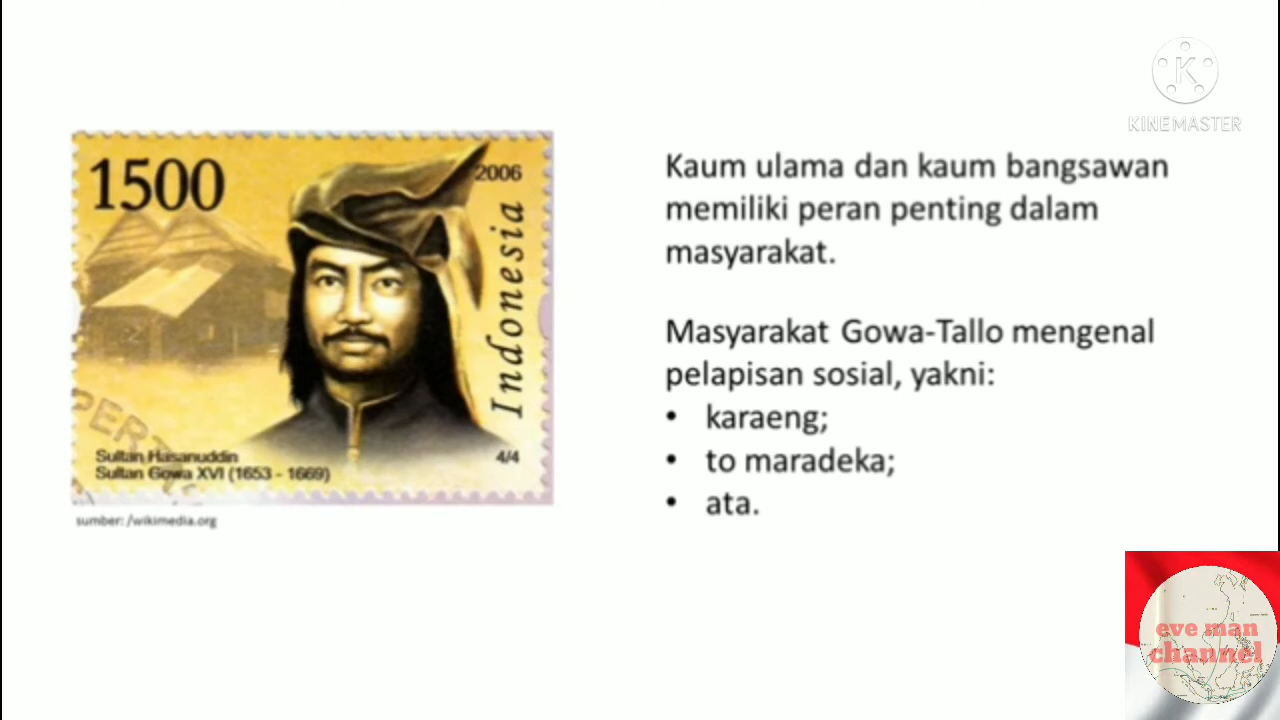 KINEMASTER
1500
2006
Indonesia
Sultan Hasanuddin
Sultan Gowa XVI (1653 - 1669)
4/4
sumber: /wikimedia.org
Kaum ulama dan kaum bangsawan
memiliki peran penting dalam
masyarakat.
Masyarakat Gowa-Tallo mengenal
pelapisan sosial, yakni:
• karaeng;
• to maradeka;
• ata.
eve man
channel